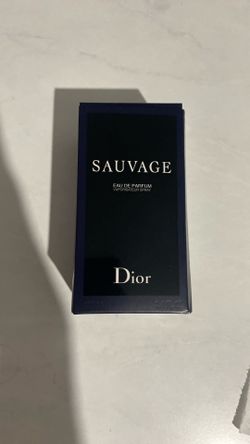 SAUVAGE
EAU DE PARFUM
VAPORISATEUR SPRAY
Dior